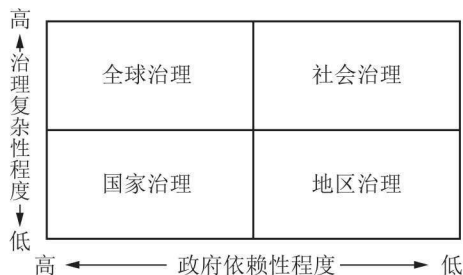 高
治理复杂性程度
低
全球治理 社会治理
国家治理 地区治理
高 政府依赖性程度 低